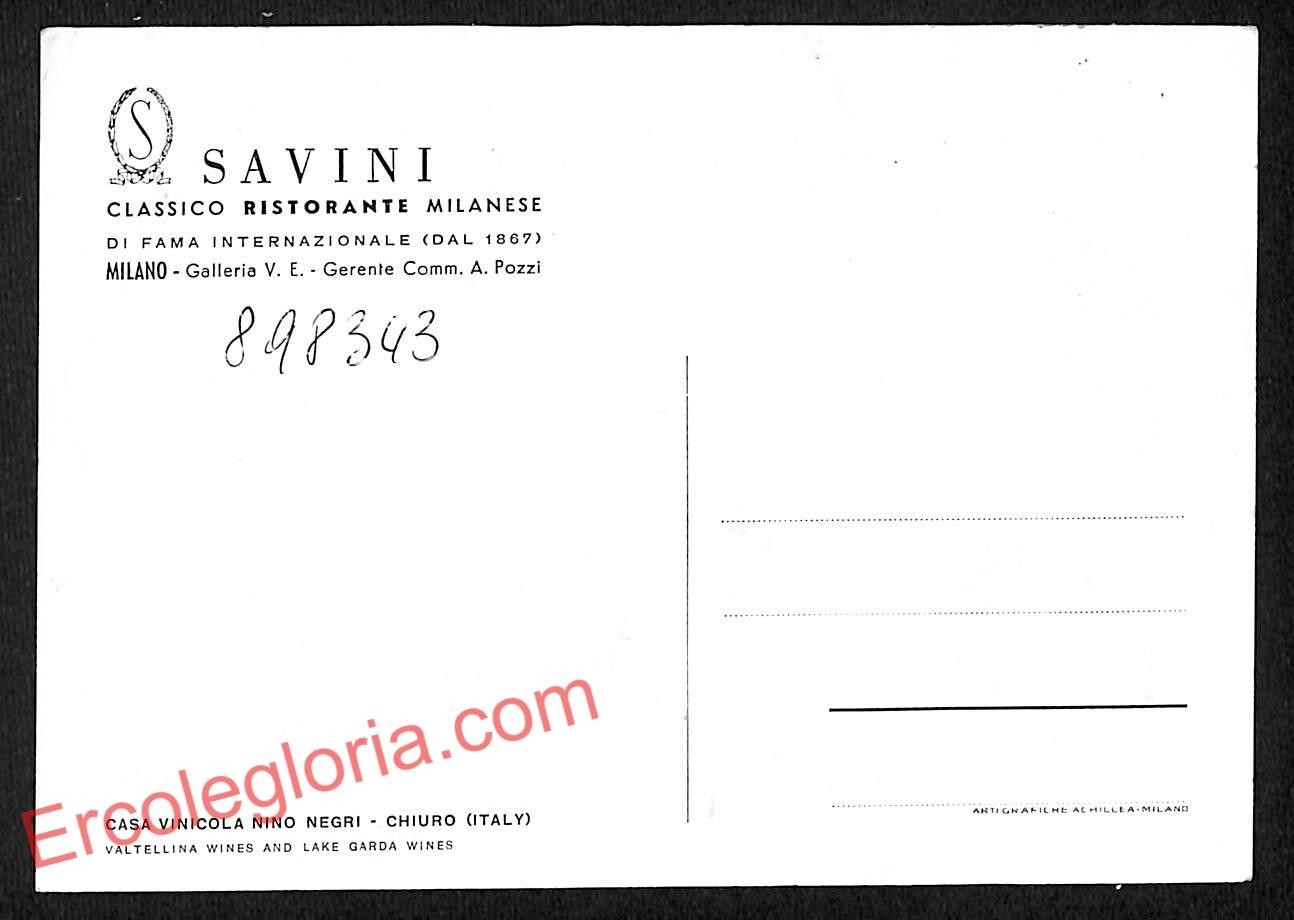 S
SAVINI
CLASSICO RISTORANTE MILANESE
DI FAMA INTERNAZIONALE (DAL 1867)
MILANO - Galleria V. E. - Gerente Comm. A. Pozzi
898343
Ercolegloria.com
CASA VINICOLA NINO NEGRI - CHIURO (ITALY)
VALTELLINA WINES AND LAKE GARDA WINES
ARTI GRAFICHE ACHILLEA - MILANO